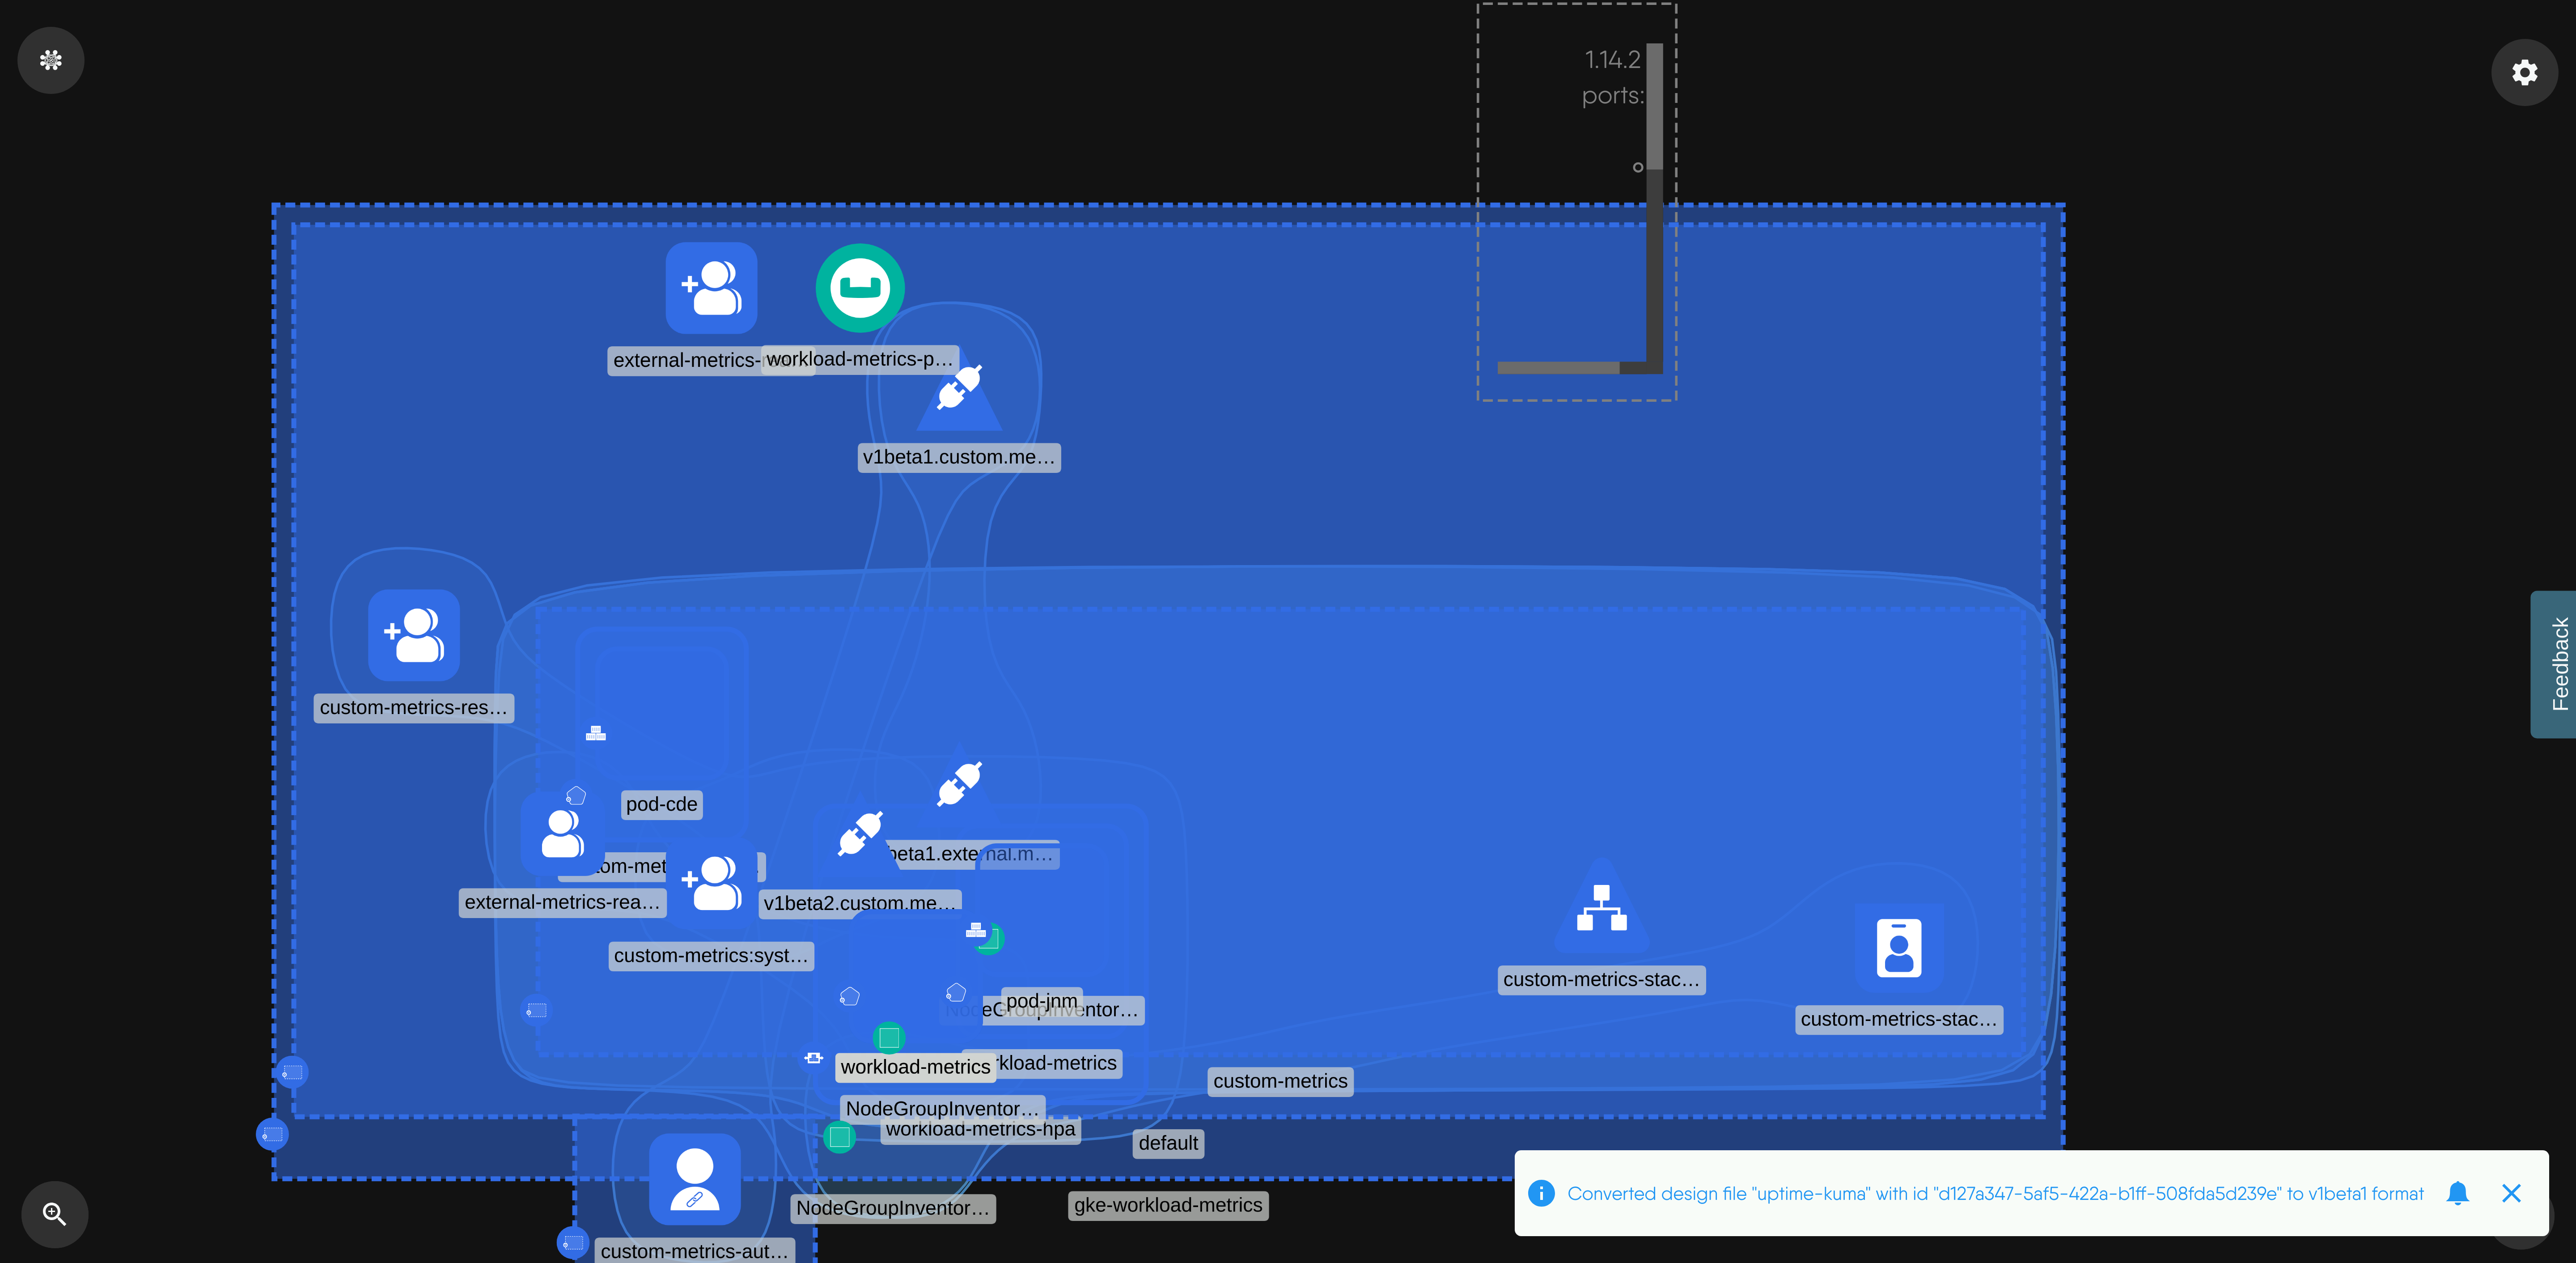 1.14.2
ports:
external-metrics-
workload-metrics-p…
v1beta1.custom.me…
custom-metrics-res…
pod-cde
beta1.external.m…
om-met
external-metrics-rea…
v1beta2.custom.me…
custom-metrics:syst…
custom-metrics-stac…
pod-jnm
NodeGroupInventor…
custom-metrics-stac…
workload-metrics
rkload-metrics
custom-metrics
NodeGroupInventor…
workload-metrics-hpa
default
NodeGroupInventor…
gke-workload-metrics
custom-metrics-aut…
Feedback
Converted design file "uptime-kuma" with id "d127a347-5af5-422a-b1ff-508fda5d239e" to v1beta1 format